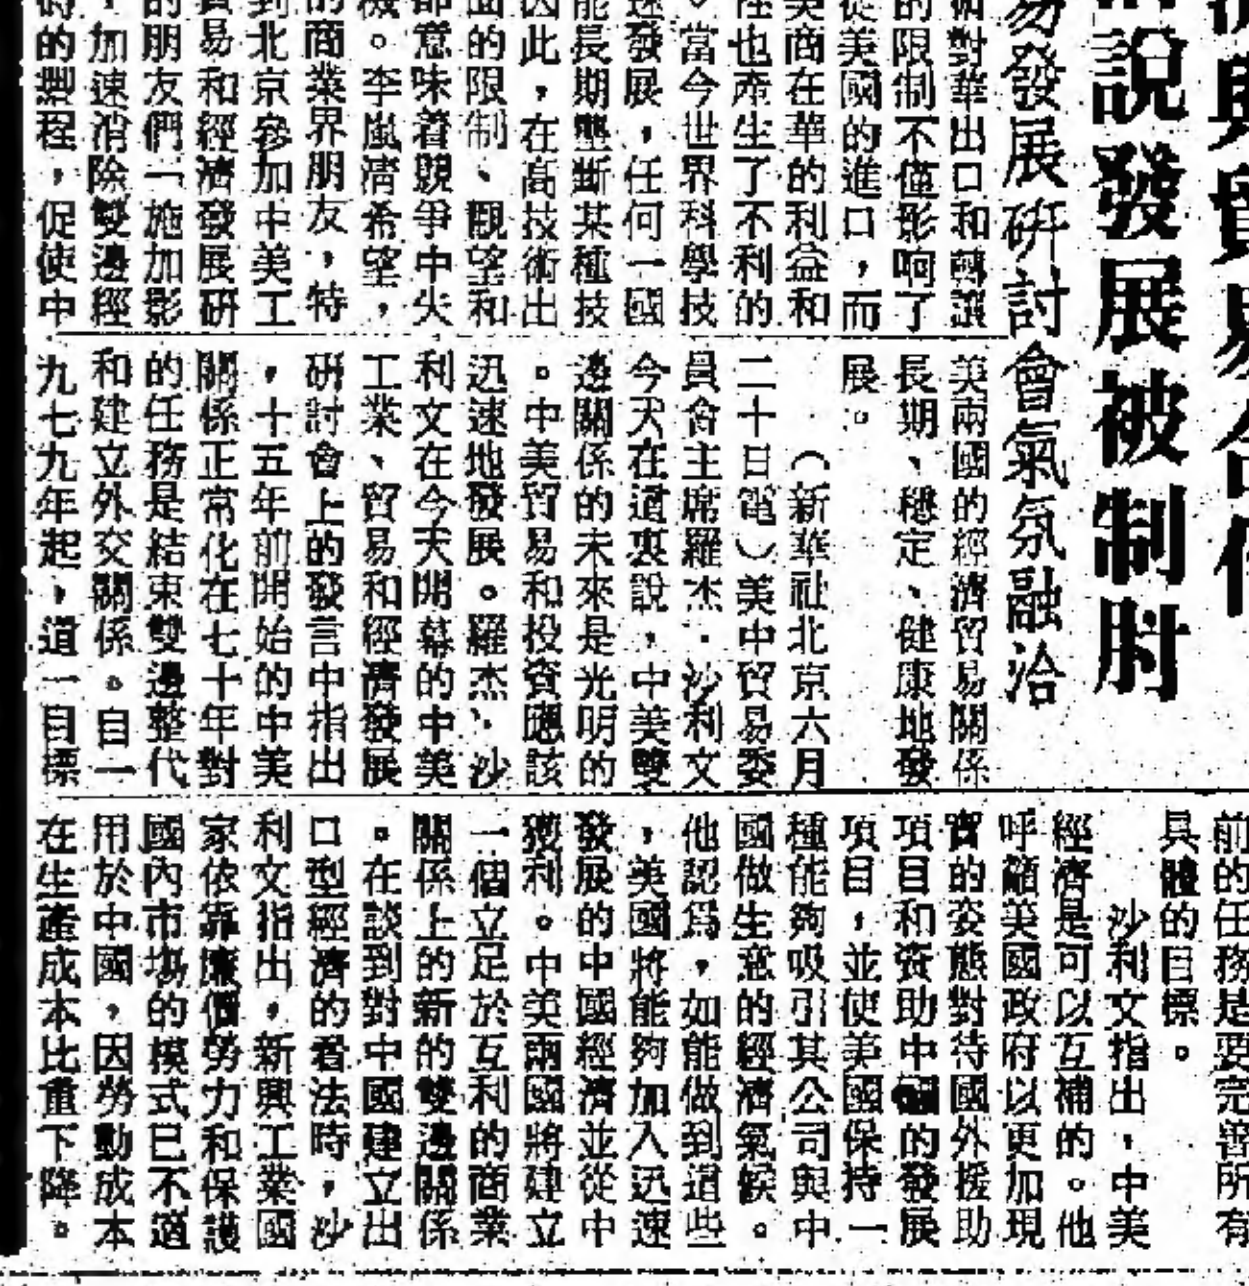 與貿易合作
說發展被制肘
易發展研討會氣氛融洽
備對華出口和轉讓
的限制不僅影响了
從美國的進口，而
美商在華的利益和
性也產生了不利的
。當今世界科學技
速發展，任何一國
能長期壟斷某種技
因此，在高技術出
面的限制、觀望和
都意味着競爭中失
機。李嵐清希望，
的商業界朋友，特
到北京參加中美工
貿易和經濟發展研
的朋友們「施加影
，加速消除雙邊經
時的歷程，促使中
美兩國的經濟貿易關係
長期、穩定、健康地發
展。
（新華社北京六月
二十日電）美中貿易委
員會主席羅杰．沙利文
今天在這裏說，中美雙
邊關係的未來是光明的
。中美貿易和投資應該
迅速地發展。羅杰．沙
利文在今天開幕的中美
工業、貿易和經濟發展
研討會上的發言中指出
，十五年前開始的中美
關係正常化在七十年對
的任務是結束雙邊整代
和建立外交關係。自一
九七九年起，這一目標
前的任務是要完善所有
具體的目標。
沙利文指出，中美
經濟是可以互補的。他
呼籲美國政府以更加現
實的姿態對待國外援助
項目和資助中國的發展
項目，並使美國保持一
種能夠吸引其公司與中
國做生意的經濟氣候。
他認爲，如能做到這些
，美國將能夠加入迅速
發展的中國經濟並從中
獲利。中美兩國將建立
一個立足於互利的商業
關係上的新的雙邊關係
。在談到對中國建立出
口型經濟的看法時，沙
利文指出，新興工業國
家依靠廉價勞力和保護
國內市場的模式已不適
用於中國，因勞動成本
在生產成本比重下降。